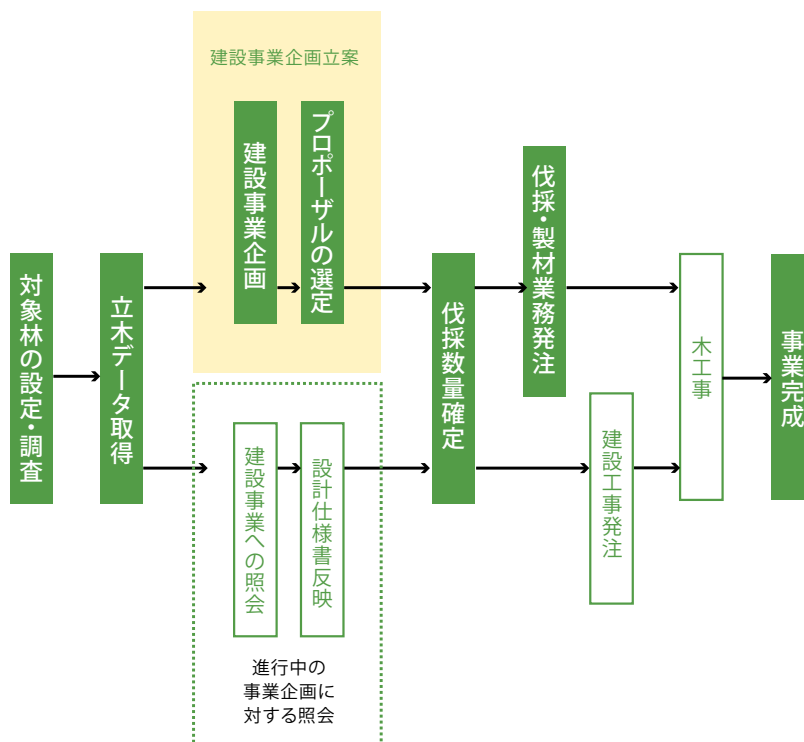 対象林の設定・調査
立木データ取得
建設事業企画立案
建設事業企画
プロポーザルの選定
建設事業への照会
設計仕様書反映
進行中の
事業企画に
対する照会
伐採数量確定
伐採・製材業務発注
建設工事発注
木工事
事業完成